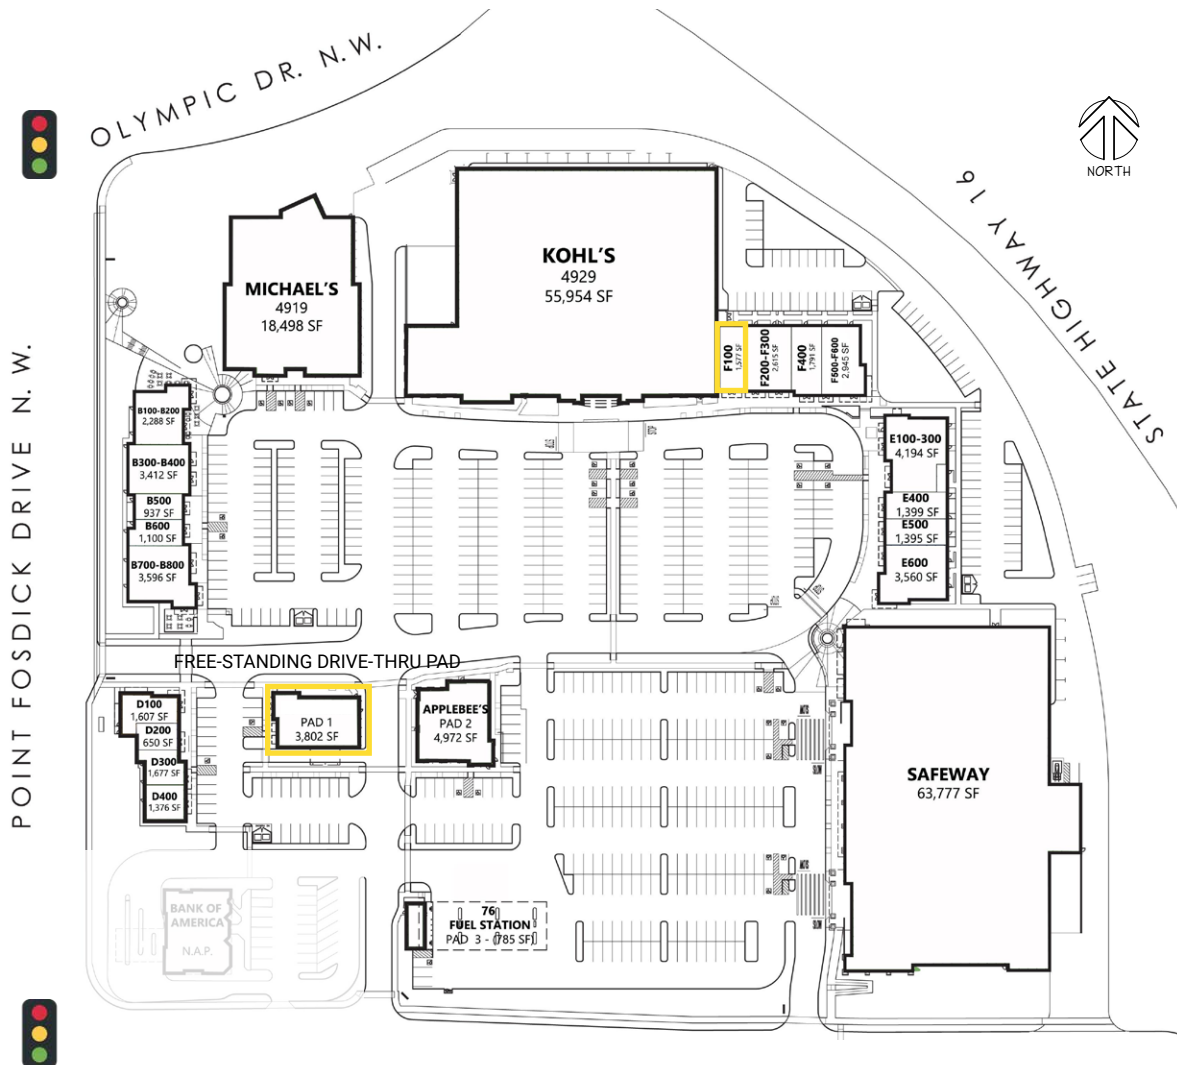 OLYMPIC DR. N.W.
NORTH
STATE HIGHWAY 16
POINT FOSDICK DRIVE N.W.
KOHL'S
4929
55,954 SF
MICHAEL'S
4919
18,498 SF
F100
1,577 SF
F200-F300
2,615 SF
F400
1,791 SF
F500-F600
2,945 SF
B100-B200
2,288 SF
B300-B400
3,412 SF
B500
937 SF
B600
1,100 SF
B700-B800
3,596 SF
E100-300
4,194 SF
E400
1,399 SF
E500
1,395 SF
E600
3,560 SF
FREE-STANDING DRIVE-THRU PAD
D100
1,607 SF
D200
650 SF
D300
1,677 SF
D400
1,376 SF
PAD 1
3,802 SF
APPLEBEE'S
PAD 2
4,972 SF
SAFEWAY
63,777 SF
BANK OF
AMERICA
N.A.P.
76
FUEL STATION
PAD 3 - (785 SF)
STOP